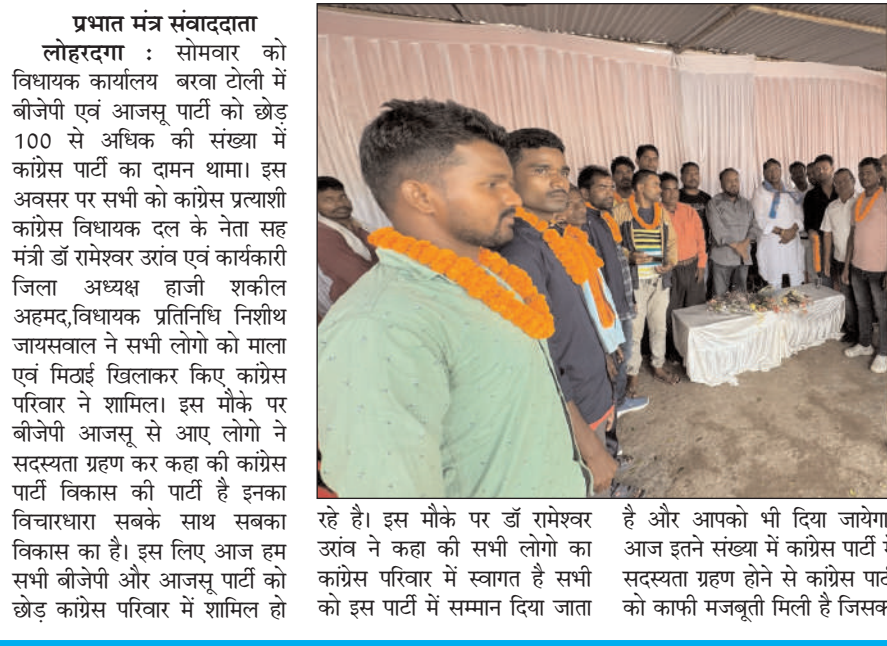 प्रभात मंत्र संवाददाता
लोहरदगा : सोमवार को
विधायक कार्यालय बरवा टोली में
बीजेपी एवं आजसू पार्टी को छोड़
100 से अधिक की संख्या में
कांग्रेस पार्टी का दामन थामा। इस
अवसर पर सभी को कांग्रेस प्रत्याशी
कांग्रेस विधायक दल के नेता सह
मंत्री डॉ रामेश्वर उरांव एवं कार्यकारी
जिला अध्यक्ष हाजी शकील
अहमद,विधायक प्रतिनिधि निशीथ
जायसवाल ने सभी लोगो को माला
एवं मिठाई खिलाकर किए कांग्रेस
परिवार ने शामिल। इस मौके पर
बीजेपी आजसू से आए लोगो ने
सदस्यता ग्रहण कर कहा की कांग्रेस
पार्टी विकास की पार्टी है इनका
विचारधारा सबके साथ सबका
विकास का है। इस लिए आज हम
सभी बीजेपी और आजसू पार्टी को
छोड़ कांग्रेस परिवार में शामिल हो
रहे है। इस मौके पर डॉ रामेश्वर
उरांव ने कहा की सभी लोगो का
कांग्रेस परिवार में स्वागत है सभी
को इस पार्टी में सम्मान दिया जाता
है और आपको भी दिया जायेगा
आज इतने संख्या में कांग्रेस पार्टी
सदस्यता ग्रहण होने से कांग्रेस
को काफी मजबूती मिली है